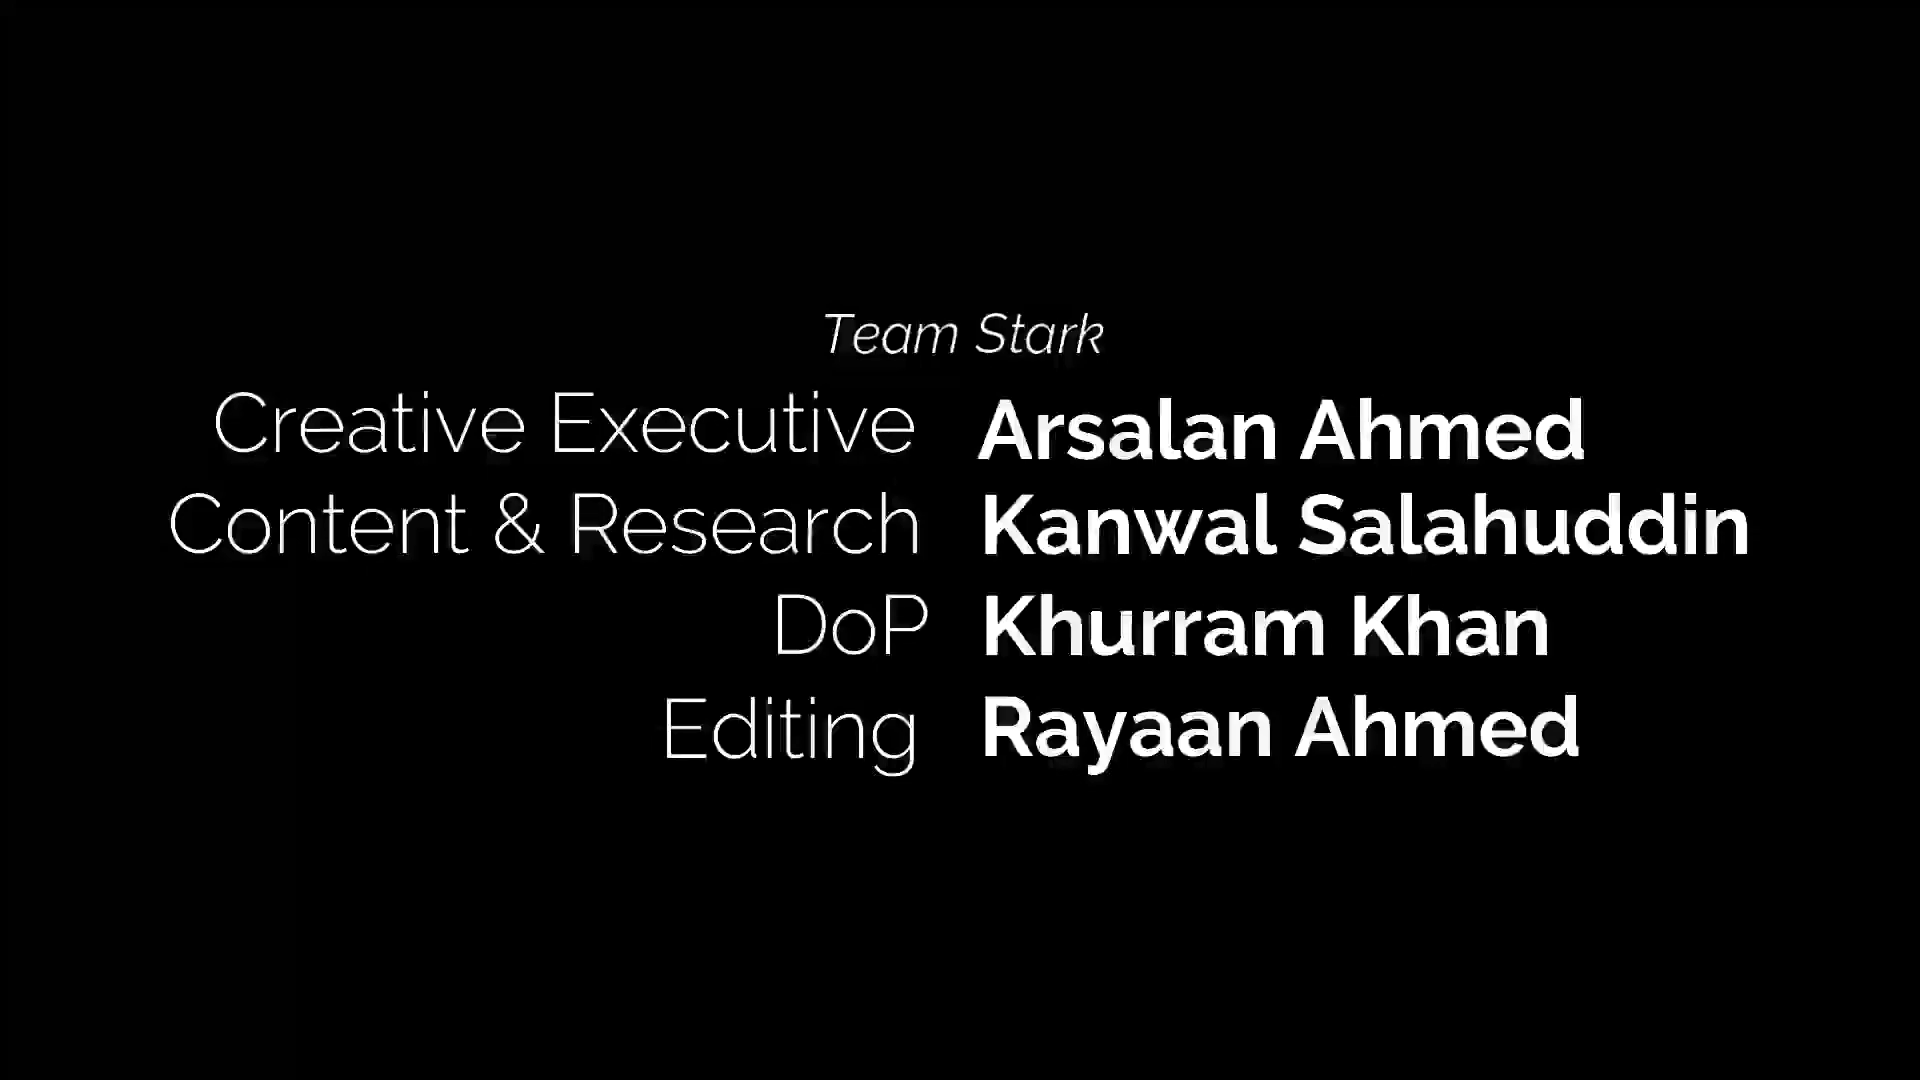 Team Stark
Creative Executive Arsalan Ahmed
Content & Research Kanwal Salahuddin
DoP Khurram Khan
Editing Rayaan Ahmed